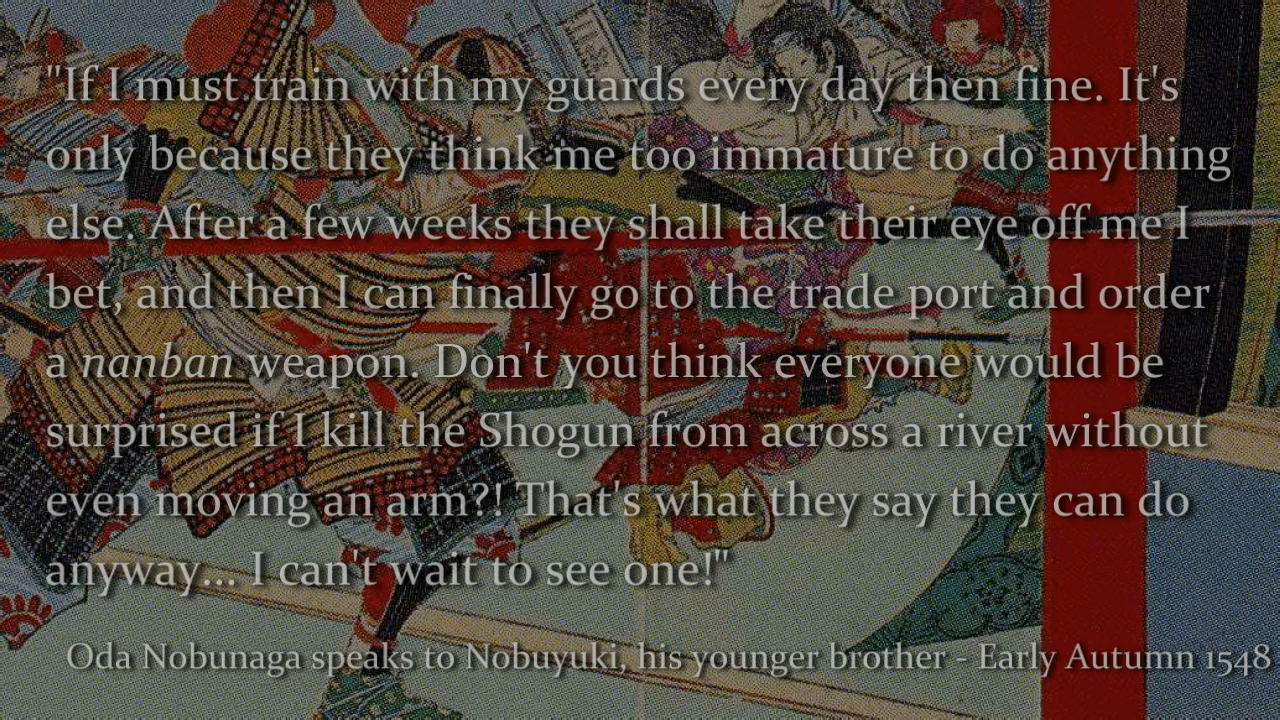 "If I must train with my guards every day then fine. It's
only because they think me too immature to do anything
else. After a few weeks they shall take their eye off me I
bet, and then I can finally go to the trade port and order
a nanban weapon. Don't you think everyone would be
surprised if I kill the Shogun from across a river without
even moving an arm?! That's what they say they can do
anyway... I can't wait to see one!"
Oda Nobunaga speaks to Nobuyuki, his younger brother - Early Autumn 1548